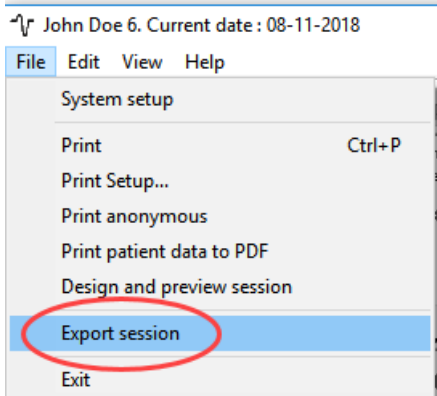 John Doe 6. Current date : 08-11-2018
File Edit View Help
System setup
Print Ctrl+P
Print Setup...
Print anonymous
Print patient data to PDF
Design and preview session
Export session
Exit